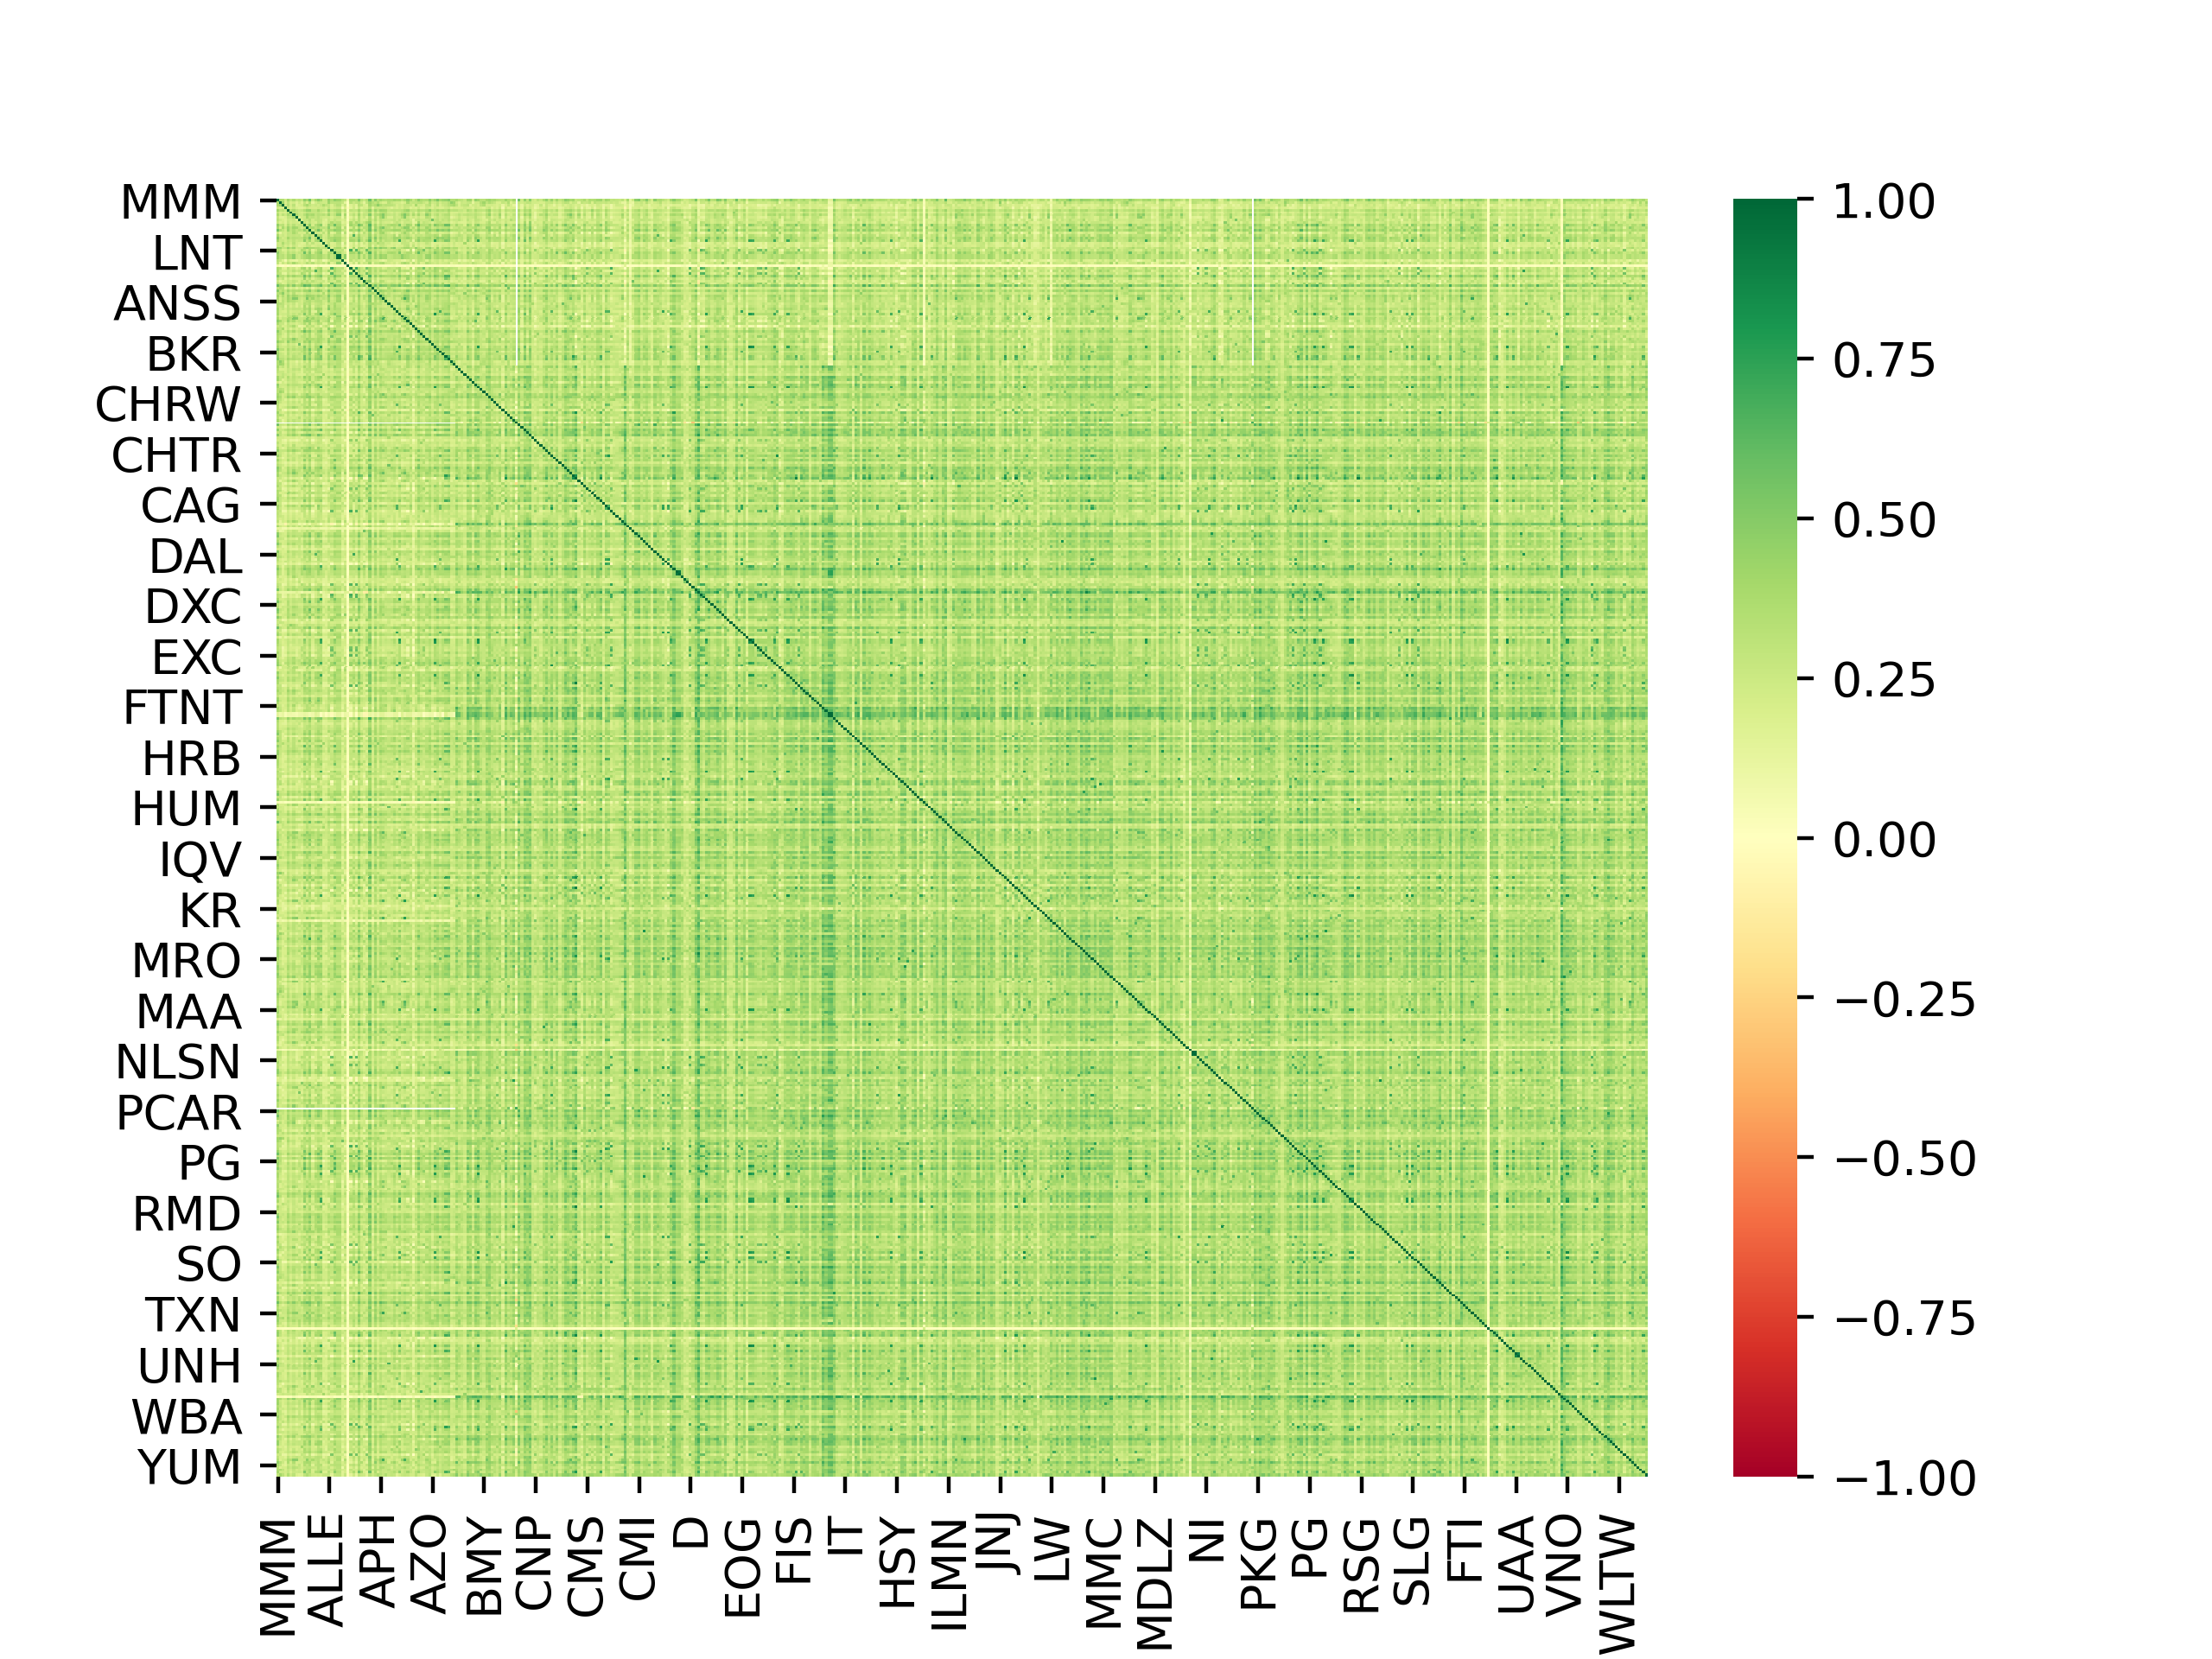 MMM
LNT
ANSS
BKR
CHRW
CHTR
CAG
DAL
DXC
EXC
FTNT
HRB
HUM
IQV
KR
MRO
MAA
NLSN
PCAR
PG
RMD
SO
TXN
UNH
WBA
YUM
MMM
ALLE
APH
AZO
BMY
CNP
CMS
CMI
D
EOG
FIS
IT
HSY
ILMN
JNJ
LW
MMC
MDLZ
NI
PKG
PG
RSG
SLG
FTI
UAA
VNO
WLTW
1.00
0.75
0.50
0.25
0.00
−0.25
−0.50
−0.75
−1.00